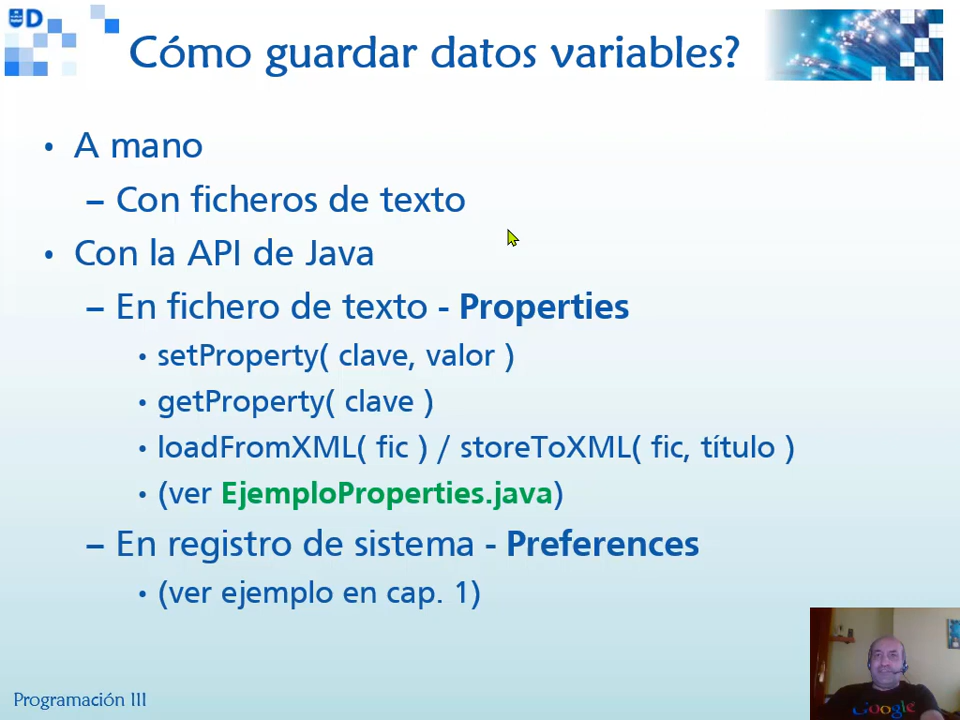 UD
Cómo guardar datos variables?
• A mano
– Con ficheros de texto
• Con la API de Java
– En fichero de texto - Properties
• setProperty( clave, valor )
• getProperty( clave )
• loadFromXML( fic ) / storeToXML( fic, título )
• (ver EjemploProperties.java)
– En registro de sistema - Preferences
• (ver ejemplo en cap. 1)
Programación III
Google